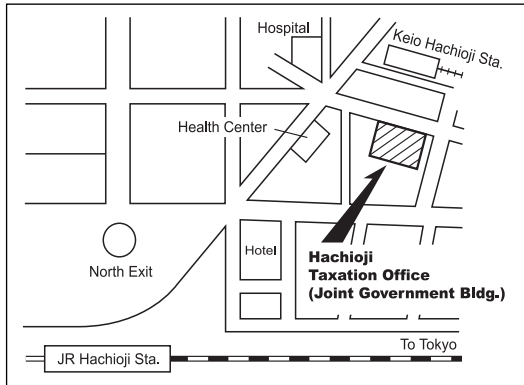 Hospital
Keio Hachioji Sta.
Health Center
North Exit
Hotel
Hachioji
Taxation Office
(Joint Government Bldg.)
To Tokyo
JR Hachioji Sta.